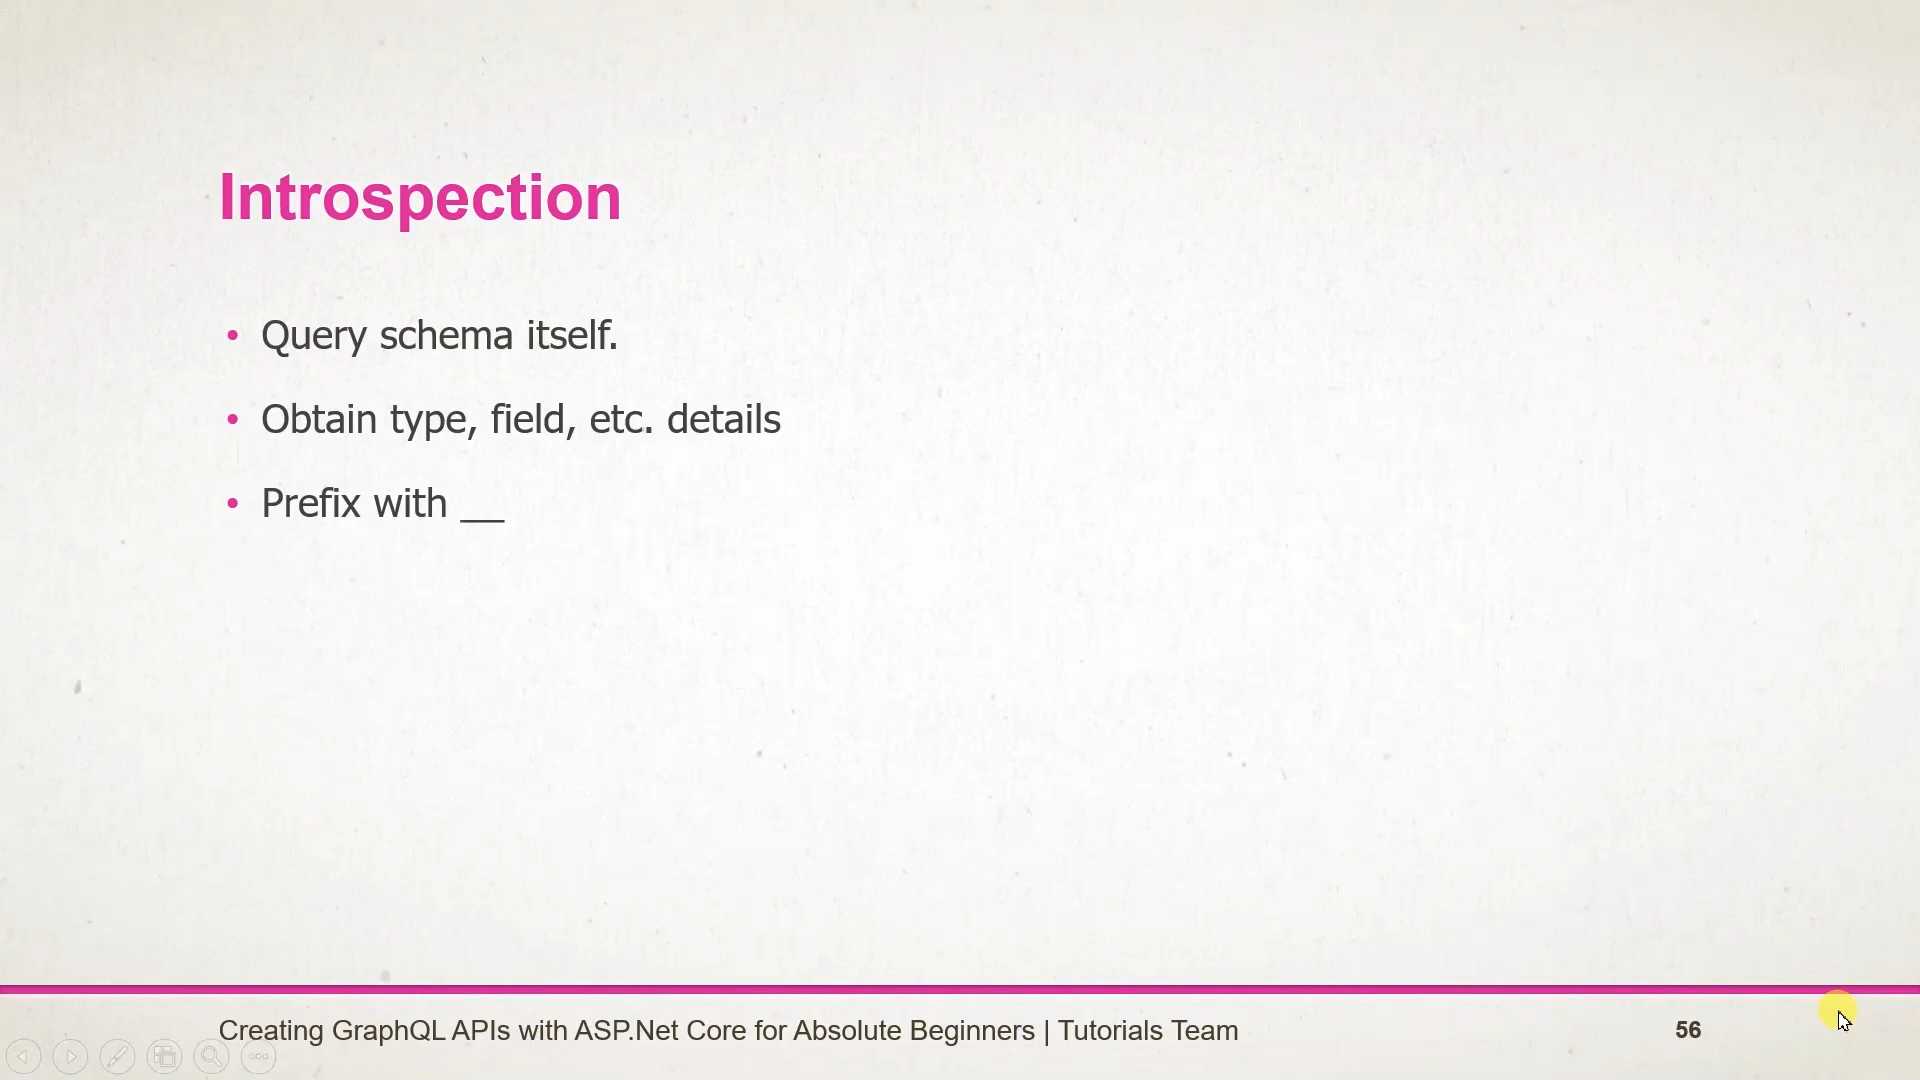 Introspection
• Query schema itself.
• Obtain type, field, etc. details
• Prefix with __
Creating GraphQL APIs with ASP.Net Core for Absolute Beginners | Tutorials Team
56